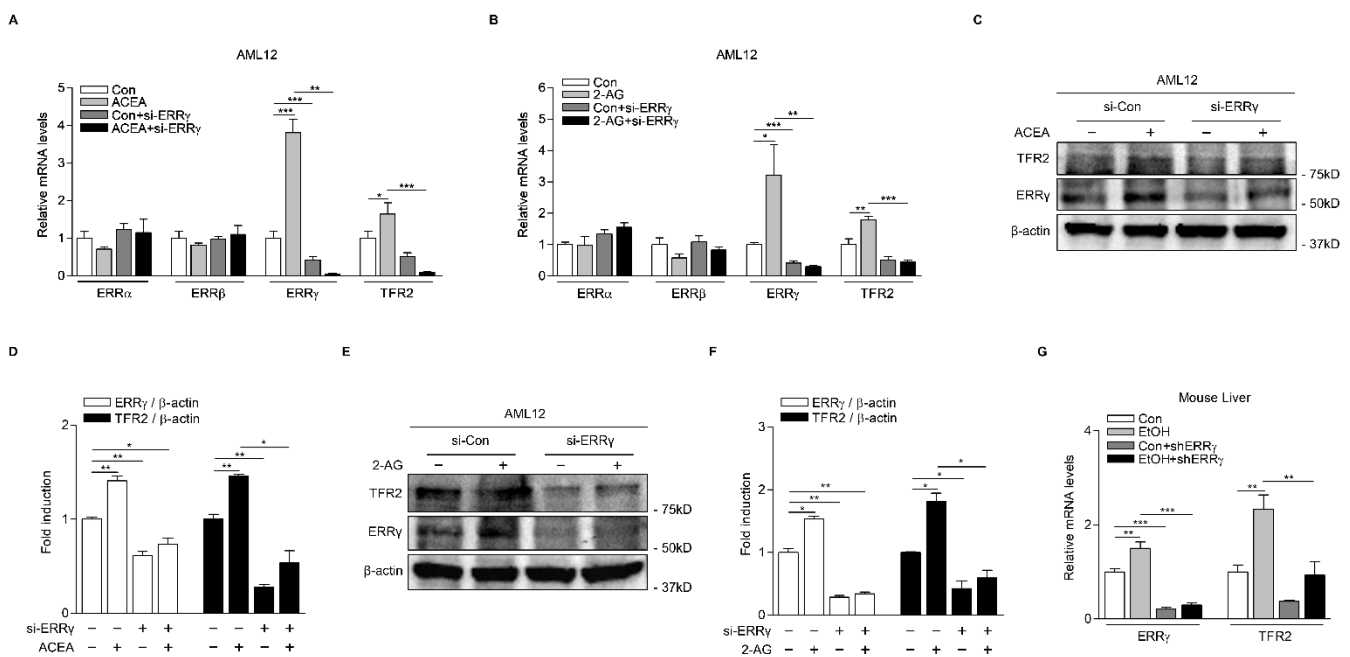 A
AML12
Relative mRNA levels
5
4
3
2
1
0
Con
ACEA
Con+si-ERRγ
ACEA+si-ERRγ
***
***
**
*
***
ERRα
ERRβ
ERRγ
TFR2
B
AML12
Relative mRNA levels
6
5
4
3
2
1
0
Con
2-AG
Con+si-ERRγ
2-AG+si-ERRγ
*
***
**
**
***
ERRα
ERRβ
ERRγ
TFR2
C
AML12
si-Con si-ERRγ
ACEA – + – +
TFR2
- 75kD
ERRγ
- 50kD
β-actin
- 37kD
D
ERRγ / β-actin
TFR2 / β-actin
Fold induction
2
1
0
*
**
**
*
**
**
si-ERRγ – – + + – – + +
ACEA – + – + – + – +
E
AML12
si-Con si-ERRγ
2-AG – + – +
TFR2
- 75kD
ERRγ
- 50kD
β-actin
- 37kD
F
ERRγ / β-actin
TFR2 / β-actin
Fold induction
3
2
1
0
**
**
*
*
*
*
si-ERRγ – – + + – – + +
2-AG – + – + – + – +
G
Mouse Liver
Relative mRNA levels
4
2
0
Con
EtOH
Con+shERRγ
EtOH+shERRγ
***
***
**
**
**
ERRγ
TFR2